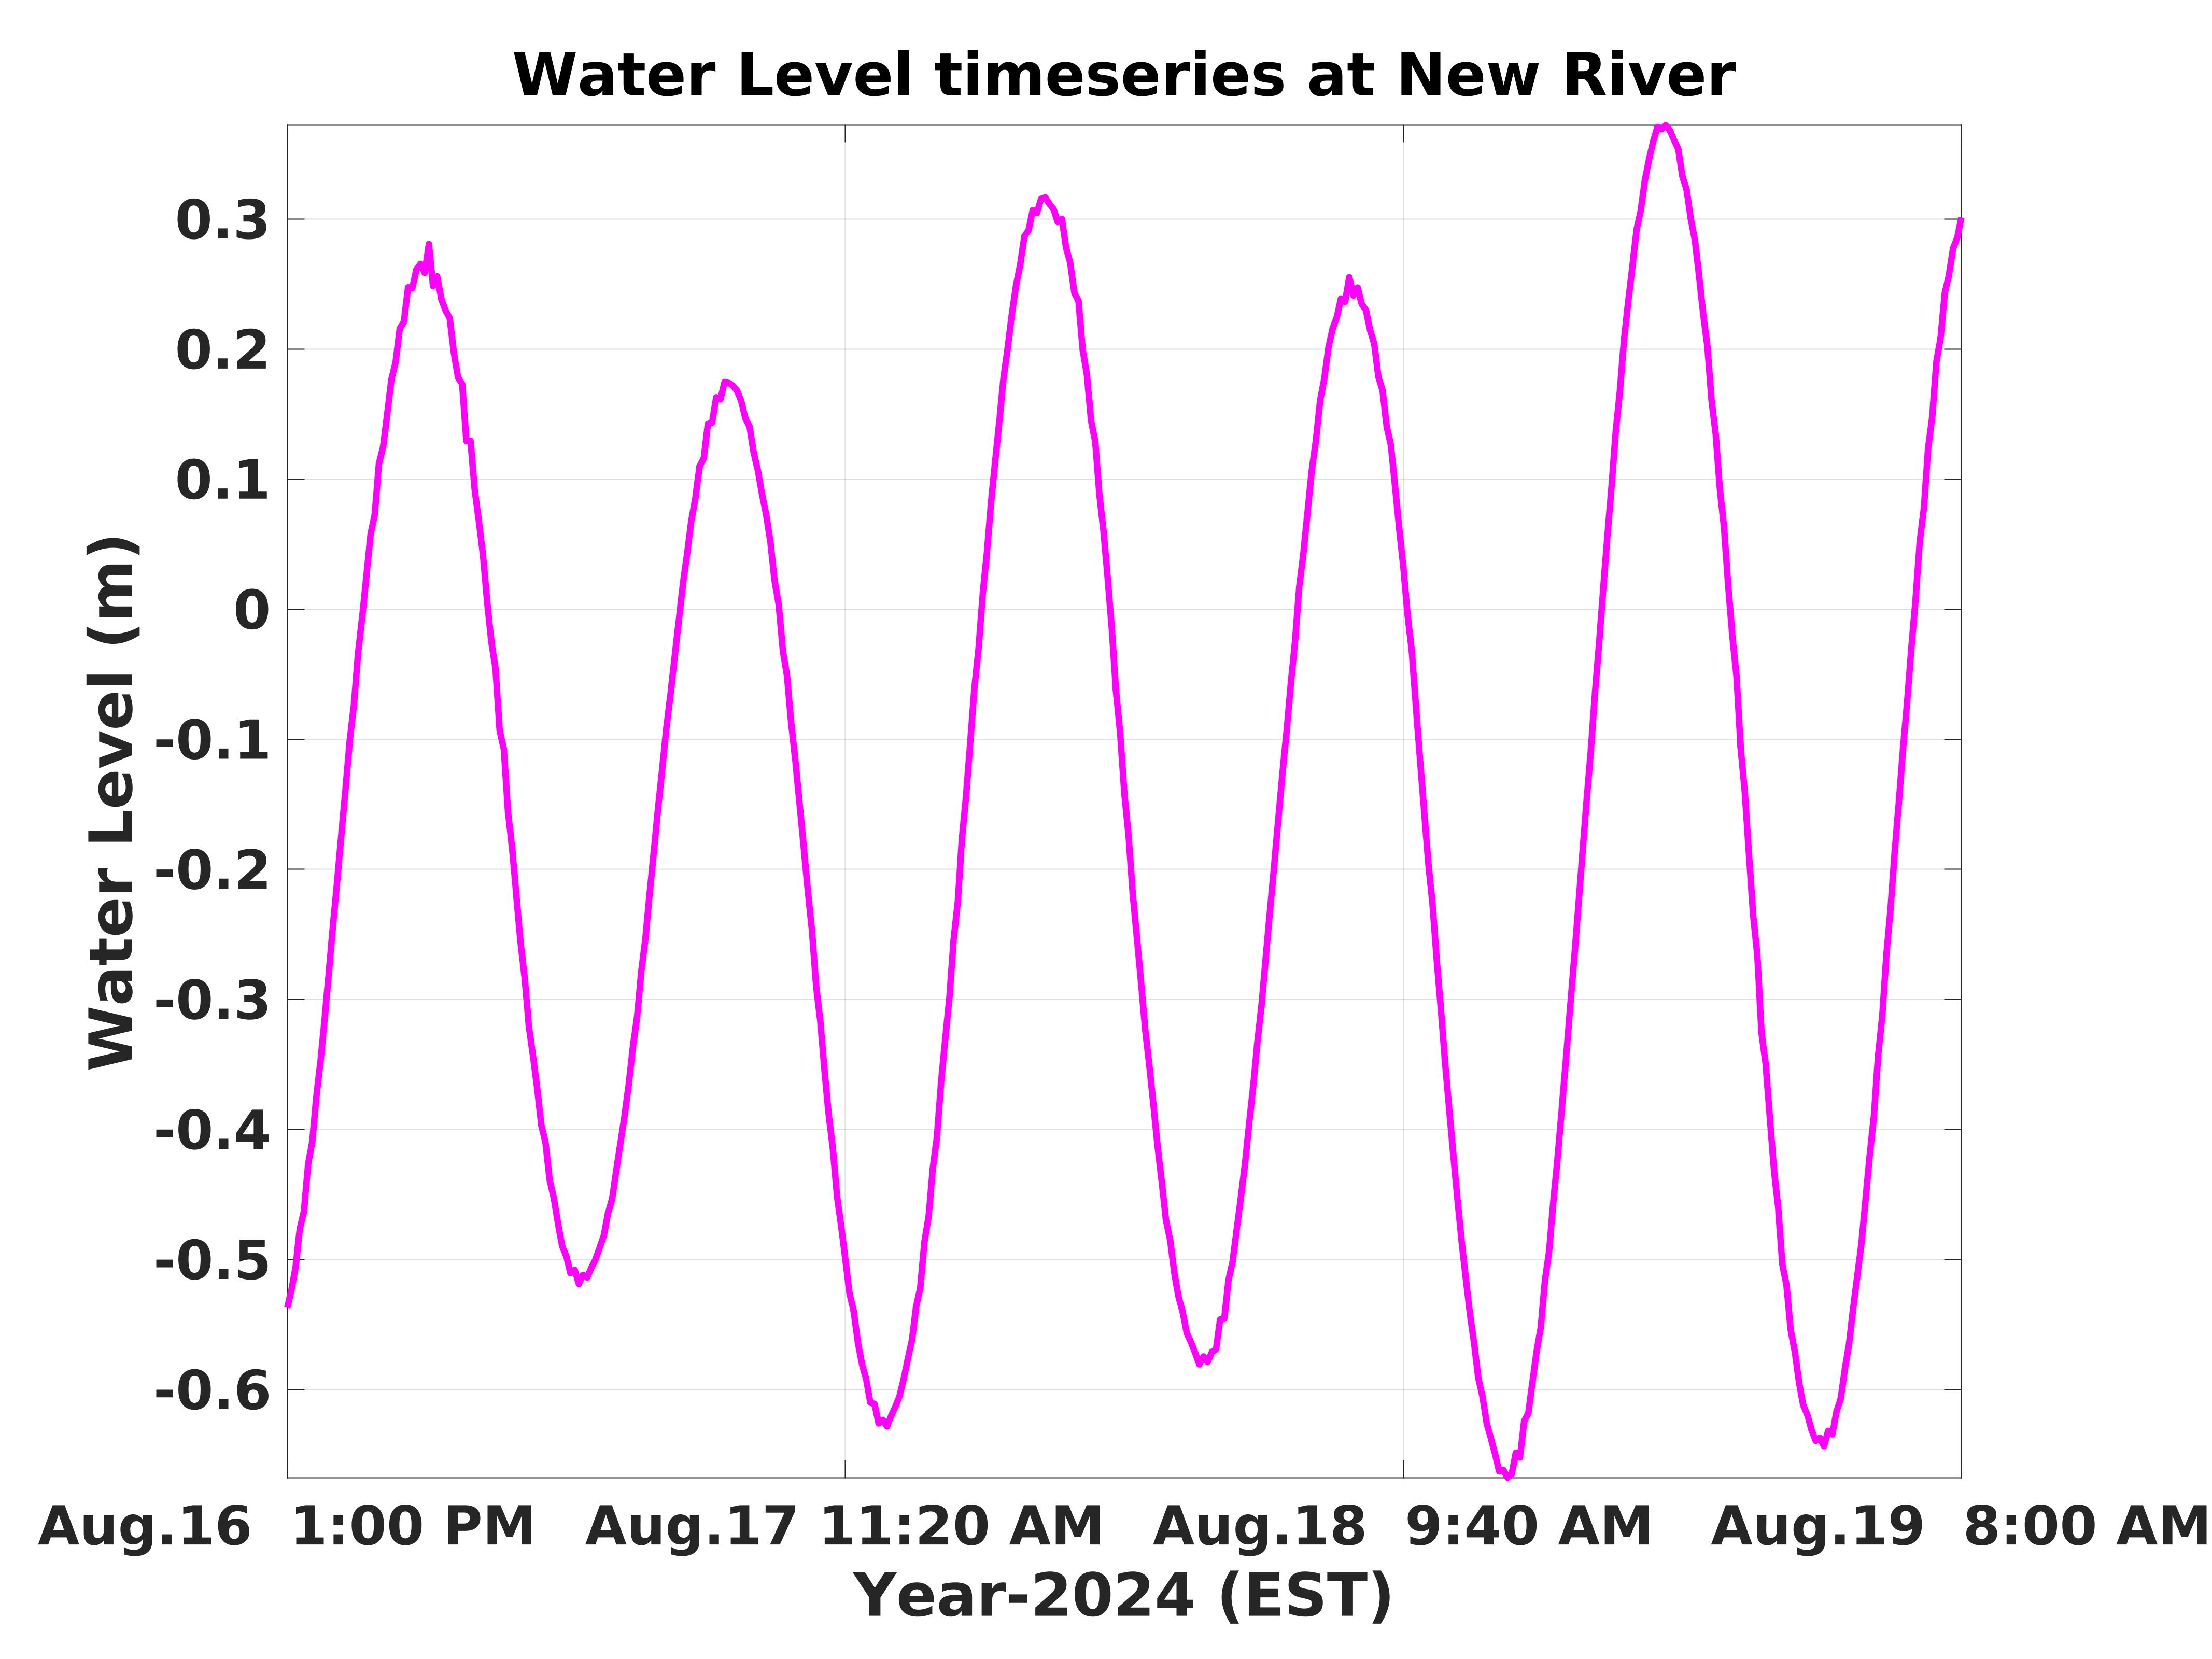 Water Level timeseries at New River
Water Level (m)
0.3
0.2
0.1
0
-0.1
-0.2
-0.3
-0.4
-0.5
-0.6
Aug.16 1:00 PM Aug.17 11:20 AM Aug.18 9:40 AM Aug.19 8:00 AM
Year-2024 (EST)